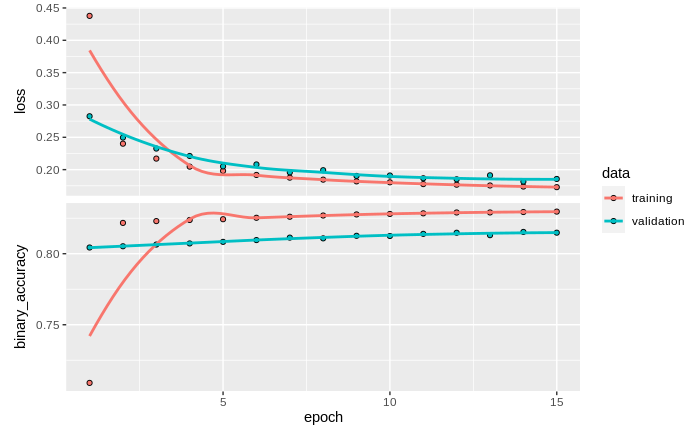 0.45
0.40
0.35
0.30
0.25
0.20
loss
0.80
0.75
binary_accuracy
5
10
15
epoch
data
training
validation